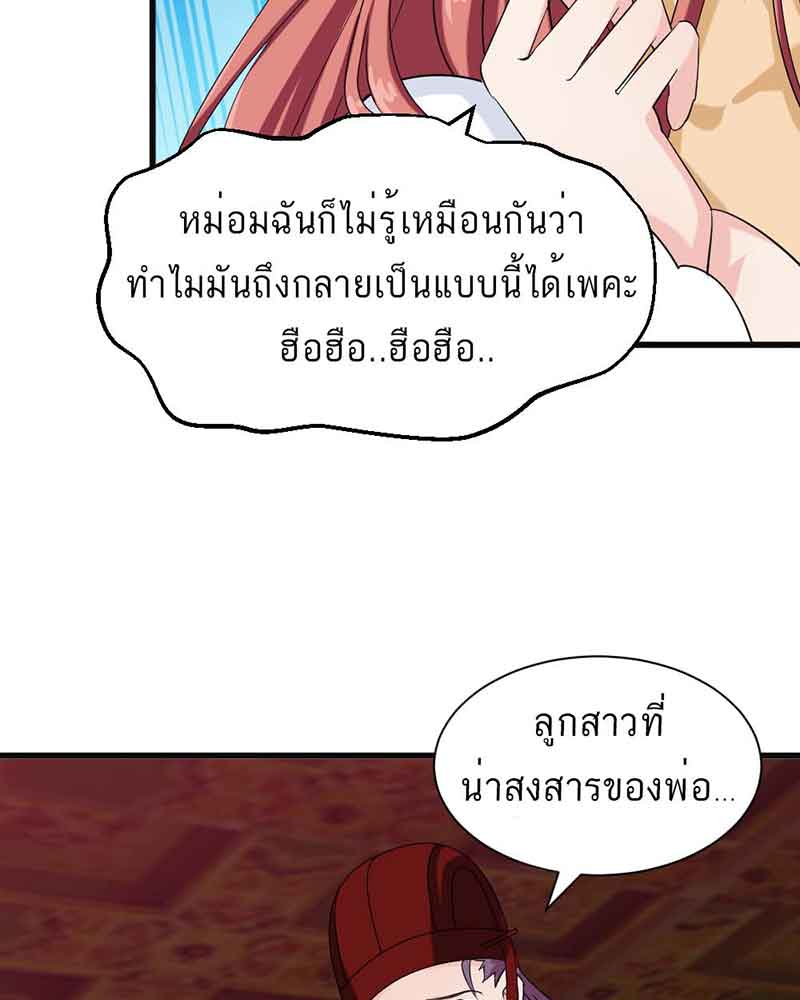 หม่อมฉันก็ไม่รู้เหมือนกันว่า
ทำไมมันถึงกลายเป็นแบบนี้ได้เพคะ
ฮือฮือ..ฮือฮือ..
ลูกสาวที่
น่าสงสารของพ่อ...